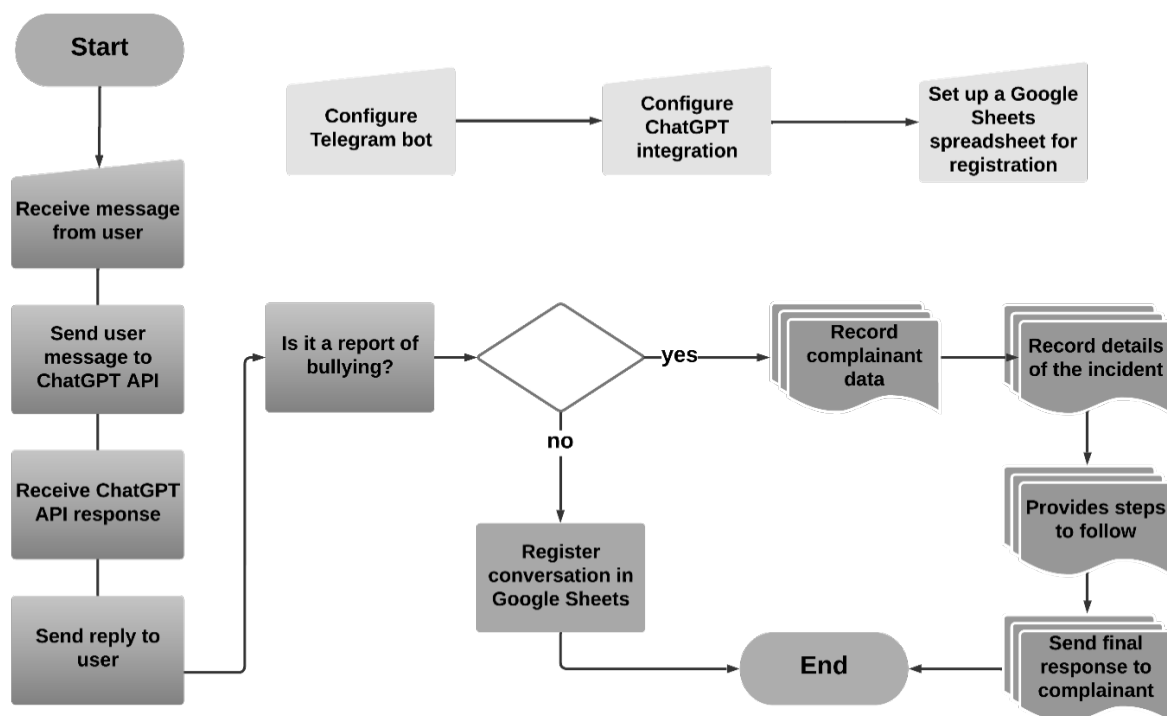 Start
Configure
Telegram bot
Configure
ChatGPT
integration
Set up a Google
Sheets
spreadsheet for
registration
Receive message
from user
Send user
message to
ChatGPT API
Receive ChatGPT
API response
Send reply to
user
Is it a report of
bullying?
yes
no
Record
complainant
data
Record details
of the incident
Provides steps
to follow
Send final
response to
complainant
Register
conversation in
Google Sheets
End